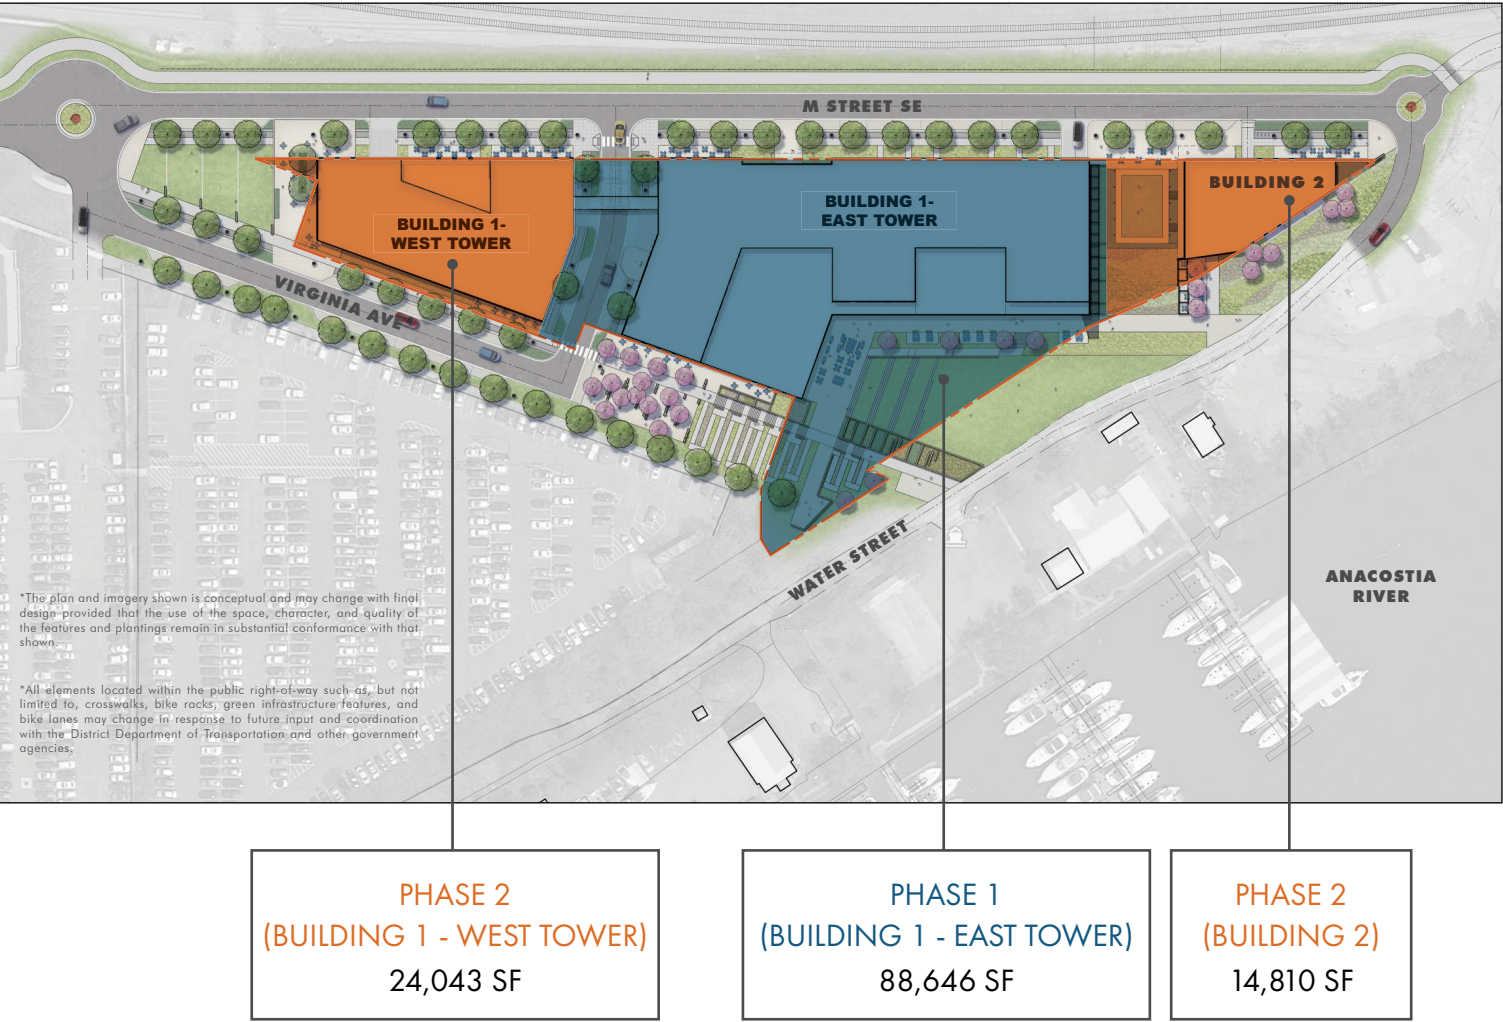 M STREET SE
BUILDING 2
BUILDING 1-
EAST TOWER
BUILDING 1-
WEST TOWER
VIRGINIA AVE
WATER STREET
ANACOSTIA
RIVER
*The plan and imagery shown is conceptual and may change with final
design provided that the use of the space, character, and quality of
the features and plantings remain in substantial conformance with that
shown.
*All elements located within the public right-of-way such as, but not
limited to, crosswalks, bike racks, green infrastructure features, and
bike lanes may change in response to future input and coordination
with the District Department of Transportation and other government
agencies.
PHASE 2
(BUILDING 1 - WEST TOWER)
24,043 SF
PHASE 1
(BUILDING 1 - EAST TOWER)
88,646 SF
PHASE 2
(BUILDING 2)
14,810 SF